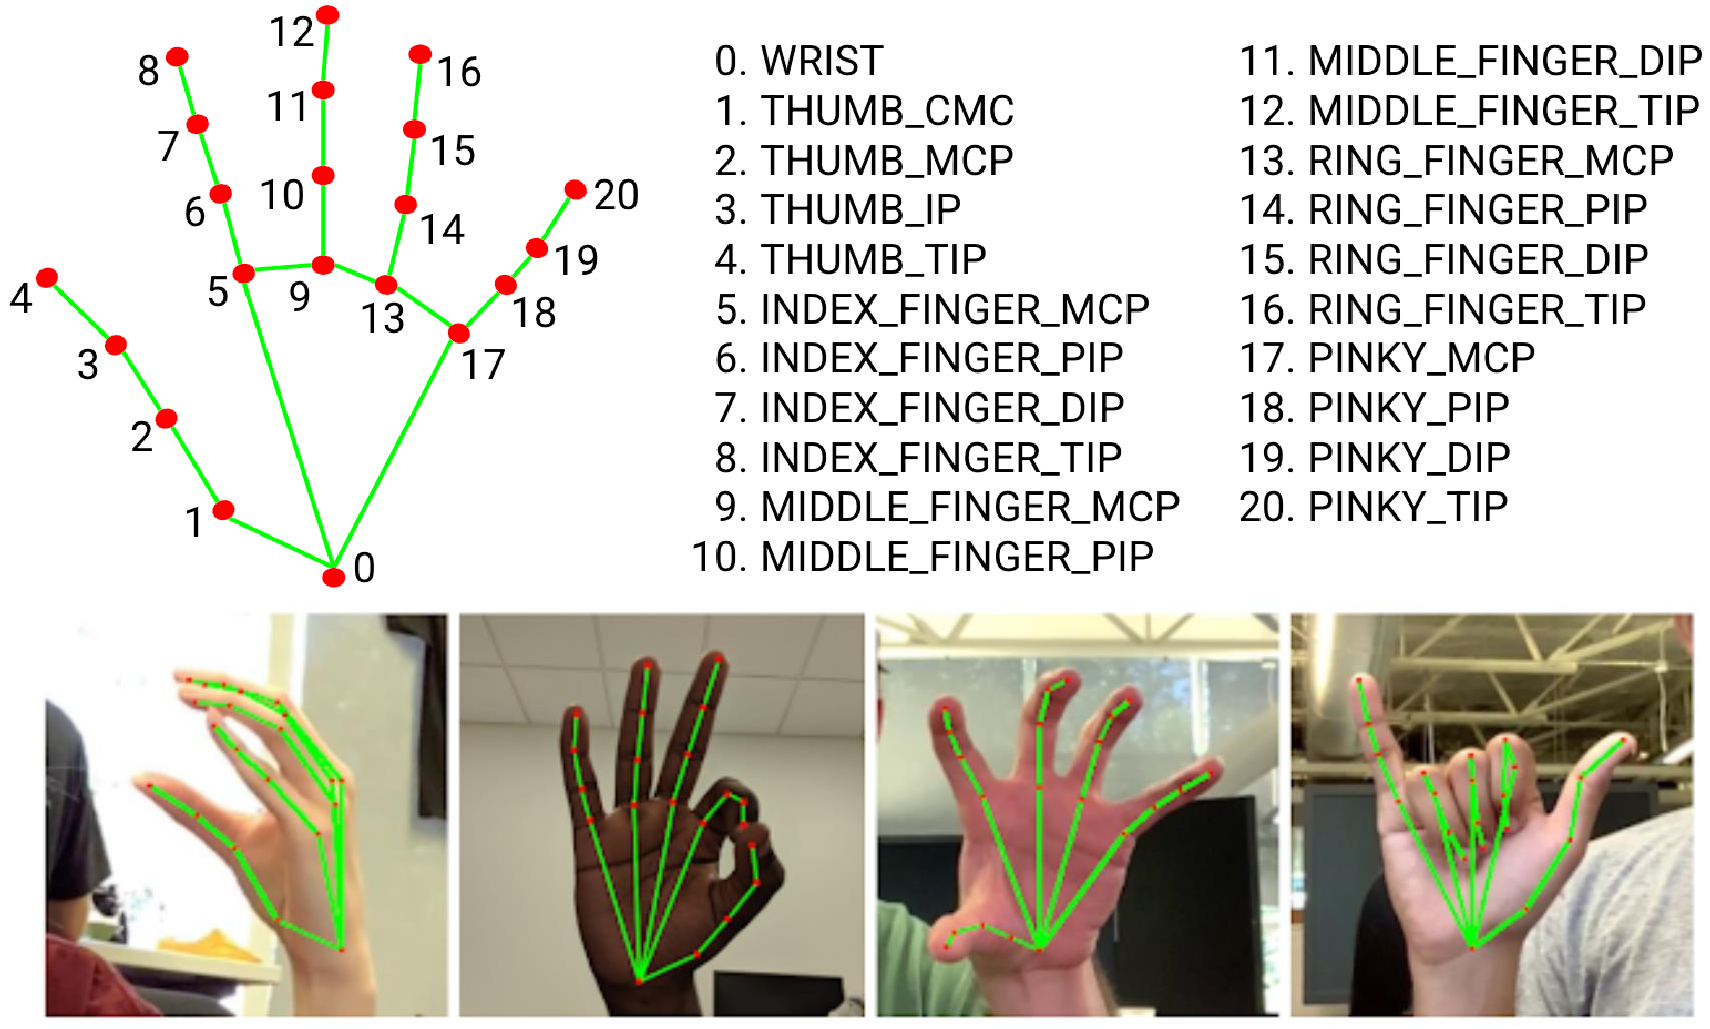 12
8
16
11
7
15
10
20
6
14
19
5
9
4
13
18
3
17
2
1
0
0. WRIST
1. THUMB_CMC
2. THUMB_MCP
3. THUMB_IP
4. THUMB_TIP
5. INDEX_FINGER_MCP
6. INDEX_FINGER_PIP
7. INDEX_FINGER_DIP
8. INDEX_FINGER_TIP
9. MIDDLE_FINGER_MCP
10. MIDDLE_FINGER_PIP
11. MIDDLE_FINGER_DIP
12. MIDDLE_FINGER_TIP
13. RING_FINGER_MCP
14. RING_FINGER_PIP
15. RING_FINGER_DIP
16. RING_FINGER_TIP
17. PINKY_MCP
18. PINKY_PIP
19. PINKY_DIP
20. PINKY_TIP